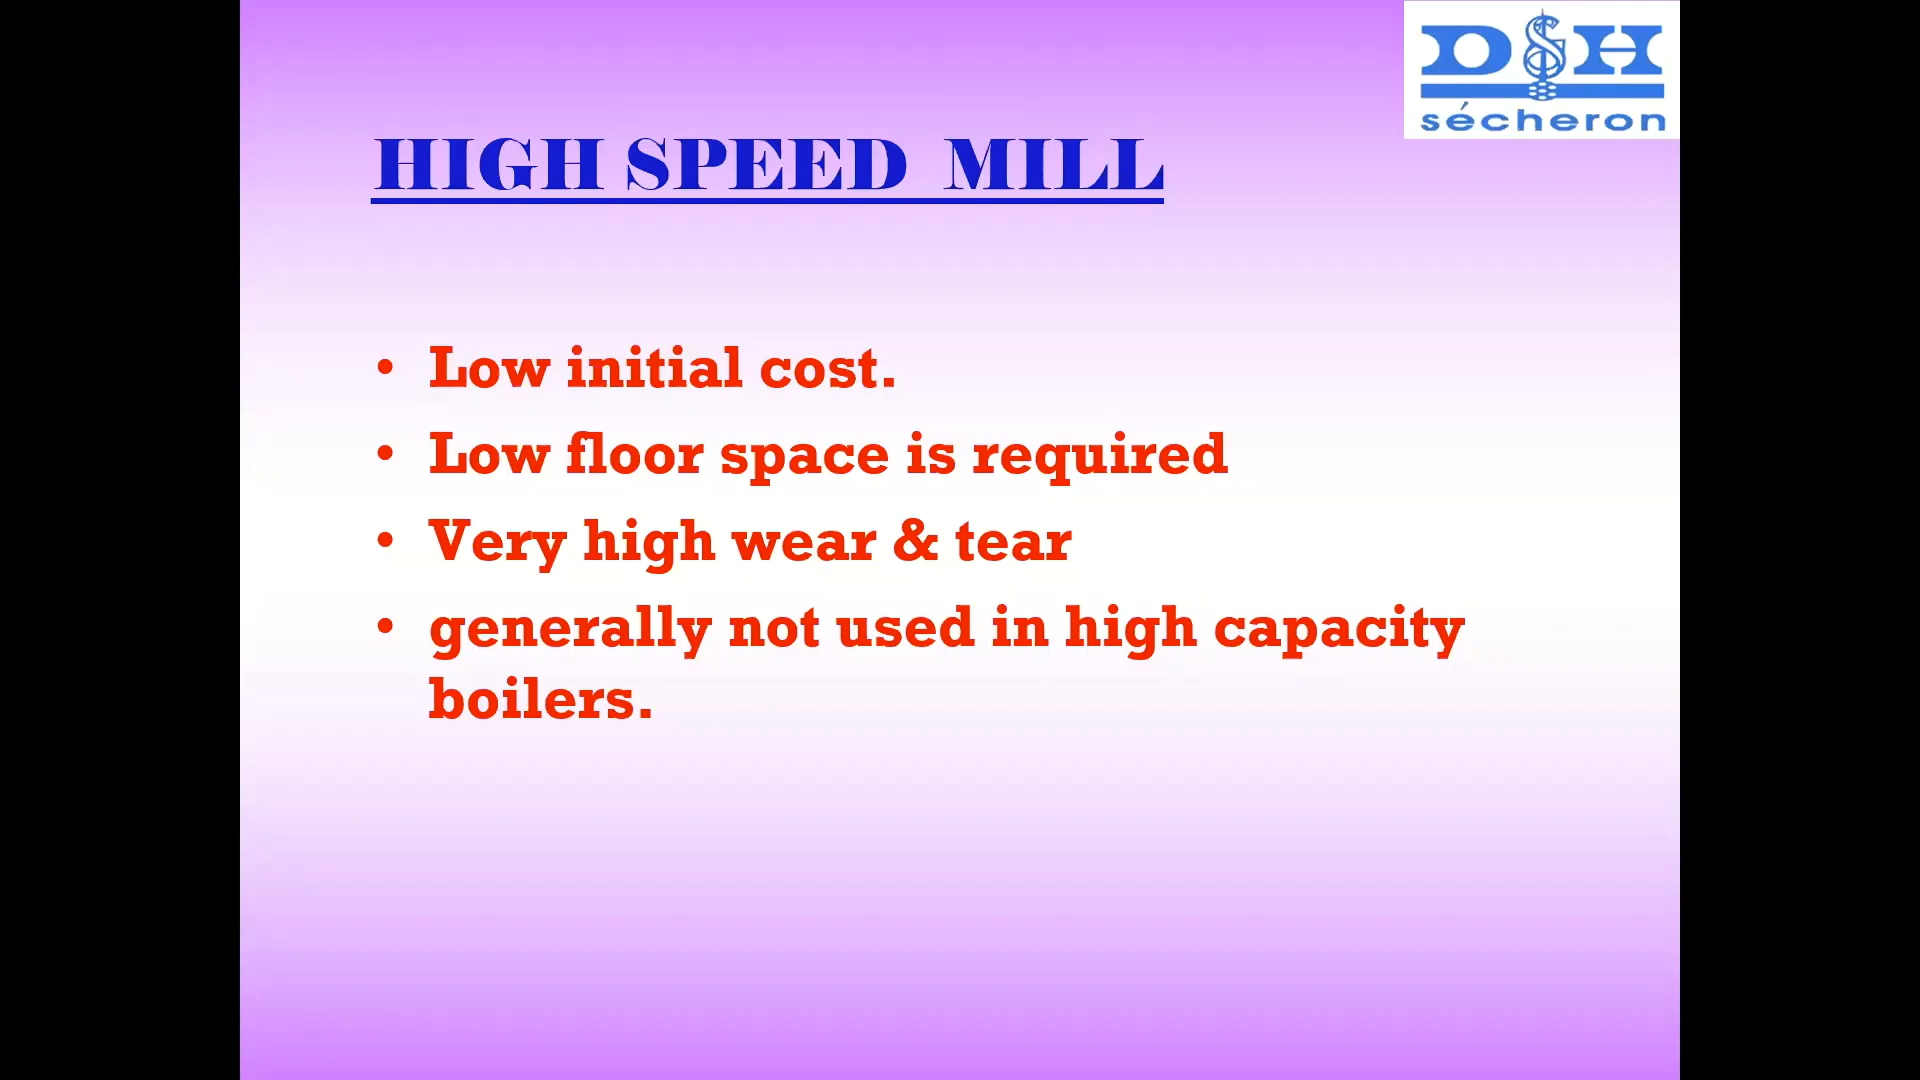 D&H
sécheron
HIGH SPEED MILL
• Low initial cost.
• Low floor space is required
• Very high wear & tear
• generally not used in high capacity
boilers.